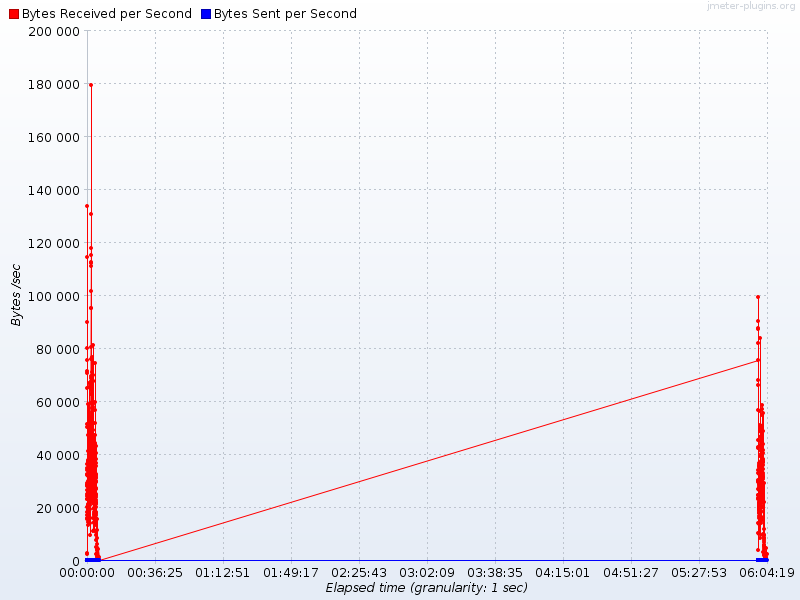 Bytes Received per Second Bytes Sent per Second
jmeter-plugins.org
200 000
180 000
160 000
140 000
120 000
100 000
80 000
60 000
40 000
20 000
0
Bytes /sec
00:00:00 00:36:25 01:12:51 01:49:17 02:25:43 03:02:09 03:38:35 04:15:01 04:51:27 05:27:53 06:04:19
Elapsed time (granularity: 1 sec)